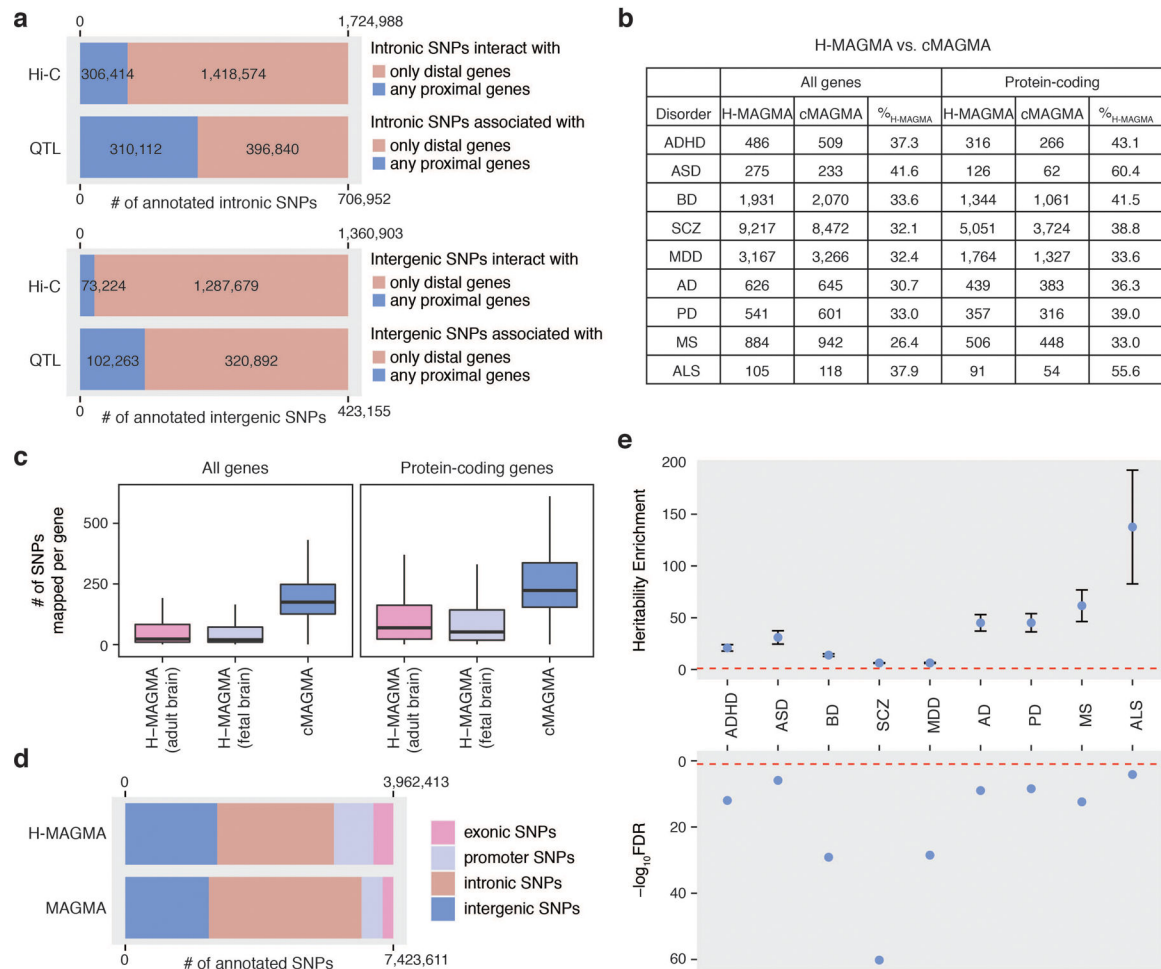 a
0 1,724,988
Hi-C 306,414 1,418,574
Intronic SNPs interact with
only distal genes
any proximal genes
QTL 310,112 396,840
Intronic SNPs associated with
only distal genes
any proximal genes
0 # of annotated intronic SNPs 706,952
0 1,360,903
Hi-C 73,224 1,287,679
Intergenic SNPs interact with
only distal genes
any proximal genes
QTL 102,263 320,892
Intergenic SNPs associated with
only distal genes
any proximal genes
0 # of annotated intergenic SNPs 423,155
b
H-MAGMA vs. cMAGMA
All genes Protein-coding
Disorder H-MAGMA cMAGMA %H-MAGMA H-MAGMA cMAGMA %H-MAGMA
ADHD 486 509 37.3 316 266 43.1
ASD 275 233 41.6 126 62 60.4
BD 1,931 2,070 33.6 1,344 1,061 41.5
SCZ 9,217 8,472 32.1 5,051 3,724 38.8
MDD 3,167 3,266 32.4 1,764 1,327 33.6
AD 626 645 30.7 439 383 36.3
PD 541 601 33.0 357 316 39.0
MS 884 942 26.4 506 448 33.0
ALS 105 118 37.9 91 54 55.6
c
All genes Protein-coding genes
# of SNPs
mapped per gene
500
250
0
H−MAGMA
(adult brain)
H−MAGMA
(fetal brain)
cMAGMA
H−MAGMA
(adult brain)
H−MAGMA
(fetal brain)
cMAGMA
d
0 3,962,413
H-MAGMA
MAGMA
exonic SNPs
promoter SNPs
intronic SNPs
intergenic SNPs
0 # of annotated SNPs 7,423,611
e
Heritability Enrichment
200
150
100
50
0
ADHD ASD BD SCZ MDD AD PD MS ALS
−log10FDR
0
20
40
60